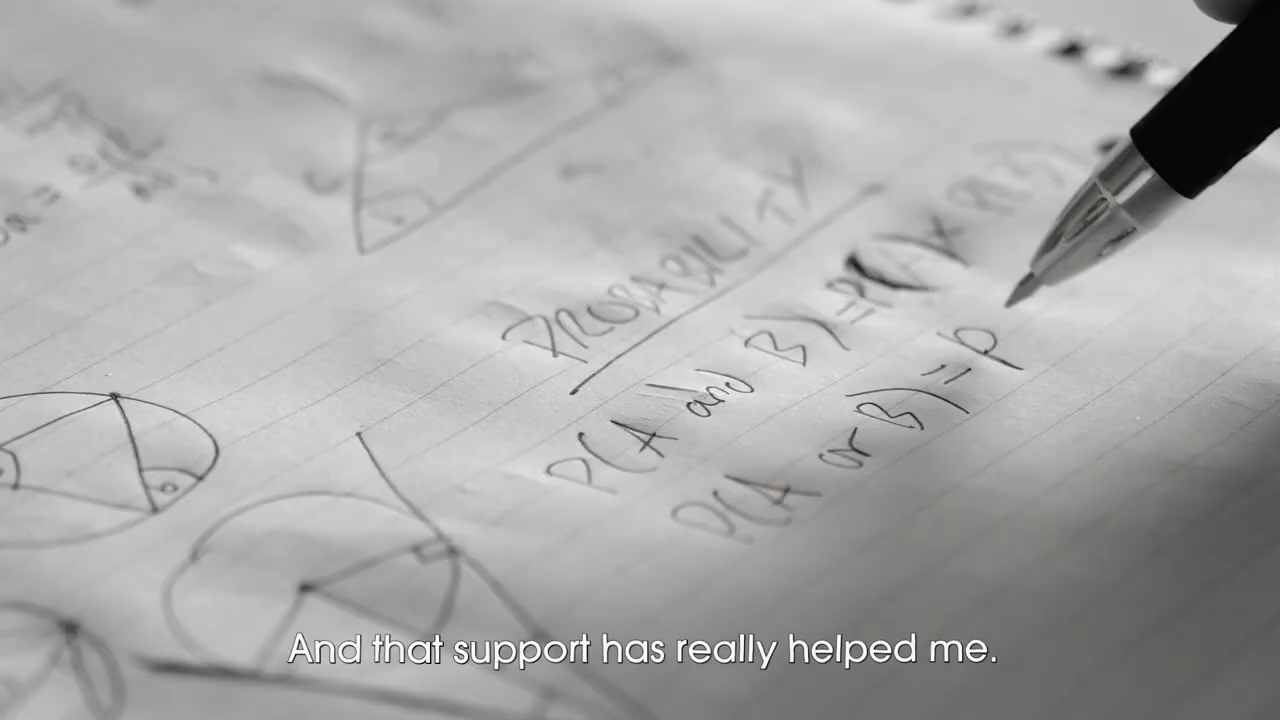 PROBABILITY
P(A and B) = P(A) × P(B)
P(A or B) = P
And that support has really helped me.